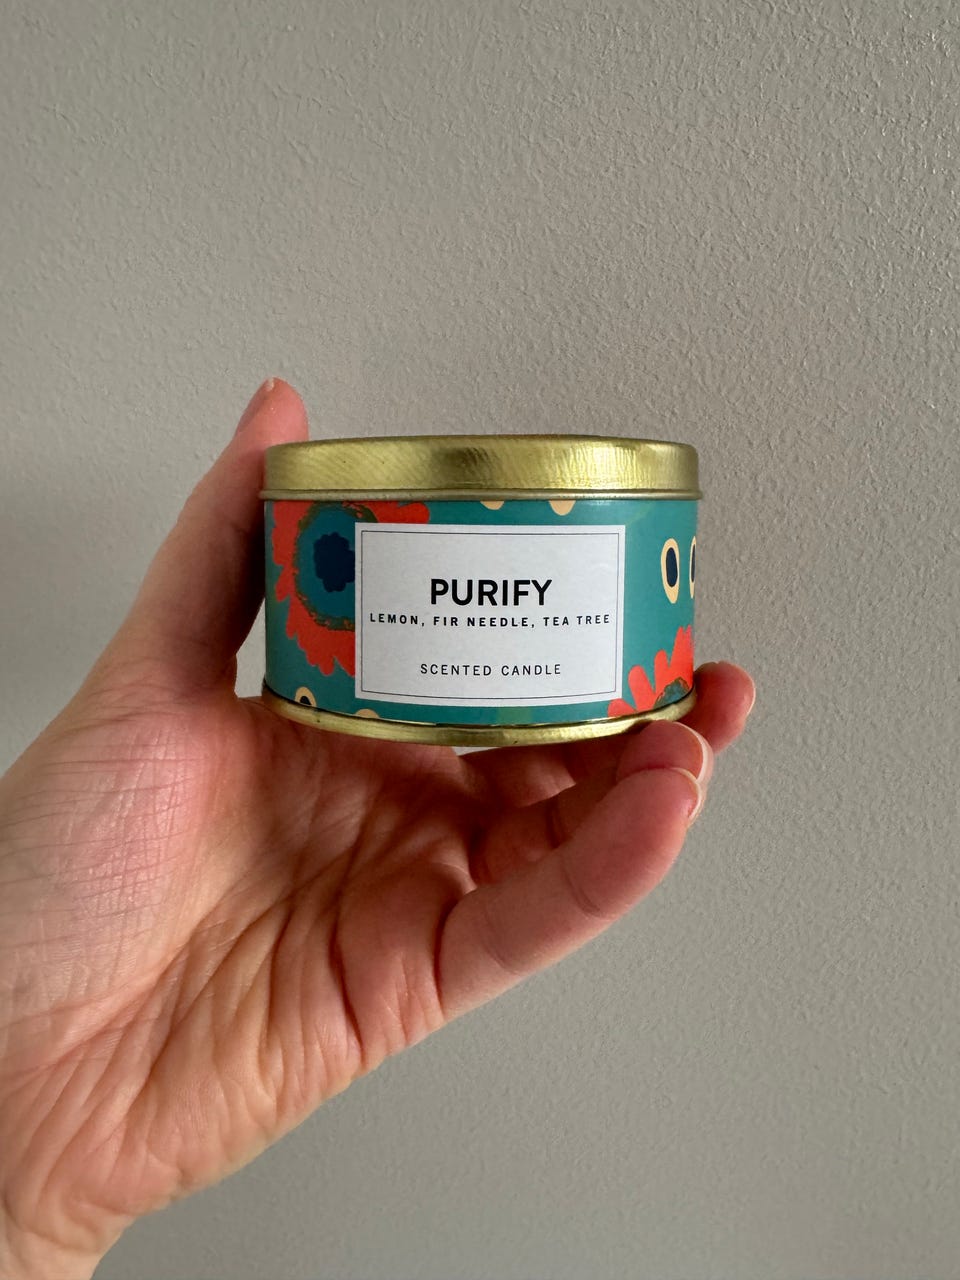 PURIFY
LEMON, FIR NEEDLE, TEA TREE
SCENTED CANDLE